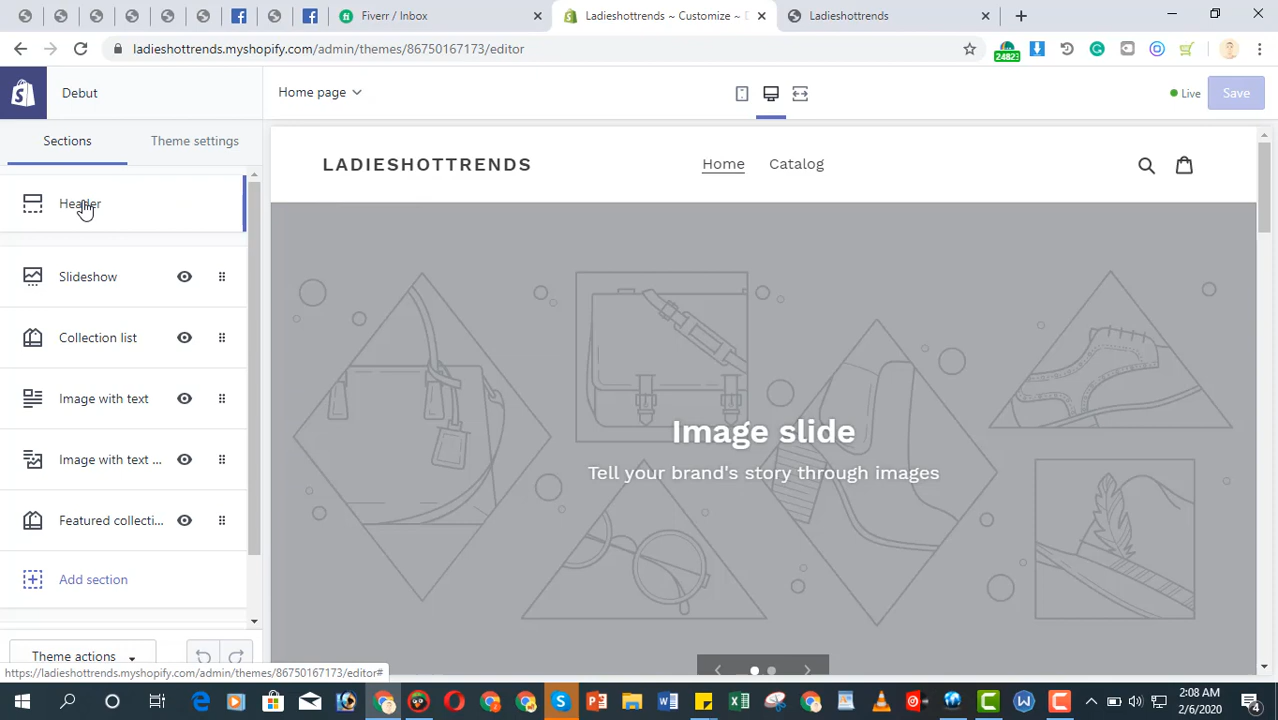 Fiverr / Inbox
Ladieshottrends ~ Customize ~
Ladieshottrends
ladieshottrends.myshopify.com/admin/themes/86750167173/editor
24823
Debut
Home page
Live
Save
Sections
Theme settings
Header
Slideshow
Collection list
Image with text
Image with text ...
Featured collecti...
Add section
Theme actions
LADIESHOTTRENDS
Home
Catalog
Image slide
Tell your brand's story through images
https://ladieshottrends.myshopify.com/admin/themes/86750167173/editor#
2:08 AM
2/6/2020
4